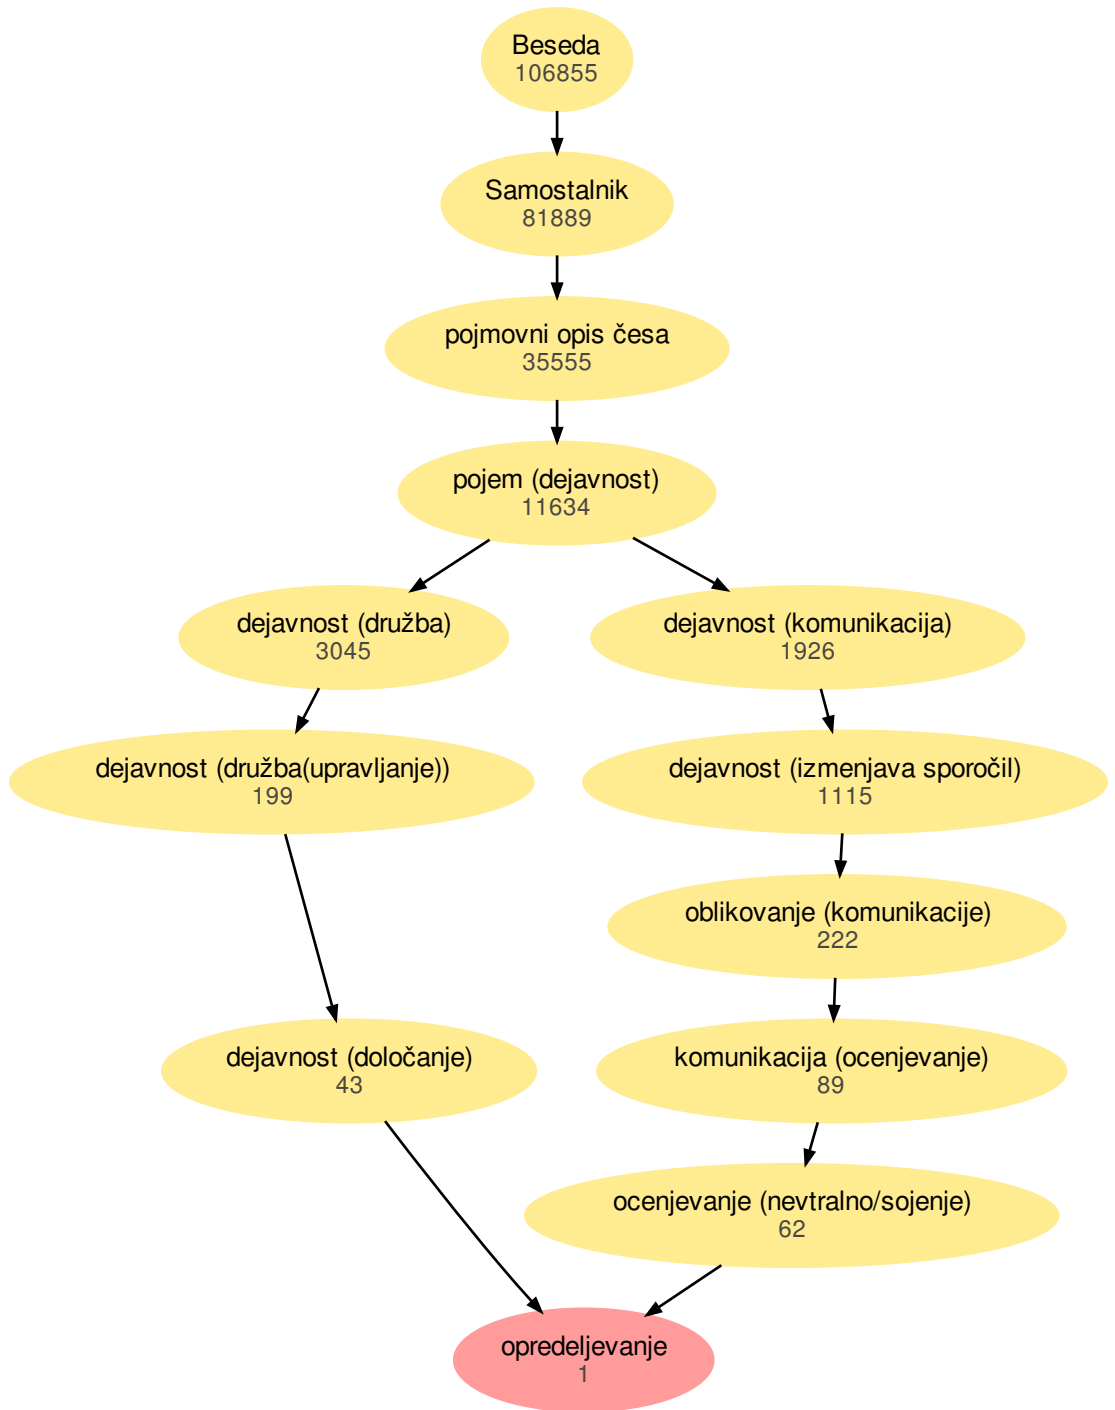 Beseda
106855
Samostalnik
81889
pojmovni opis česa
35555
pojem (dejavnost)
11634
dejavnost (družba)
3045
dejavnost (komunikacija)
1926
dejavnost (družba(upravljanje))
199
dejavnost (izmenjava sporočil)
1115
oblikovanje (komunikacije)
222
dejavnost (določanje)
43
komunikacija (ocenjevanje)
89
ocenjevanje (nevtralno/sojenje)
62
opredeljevanje
1